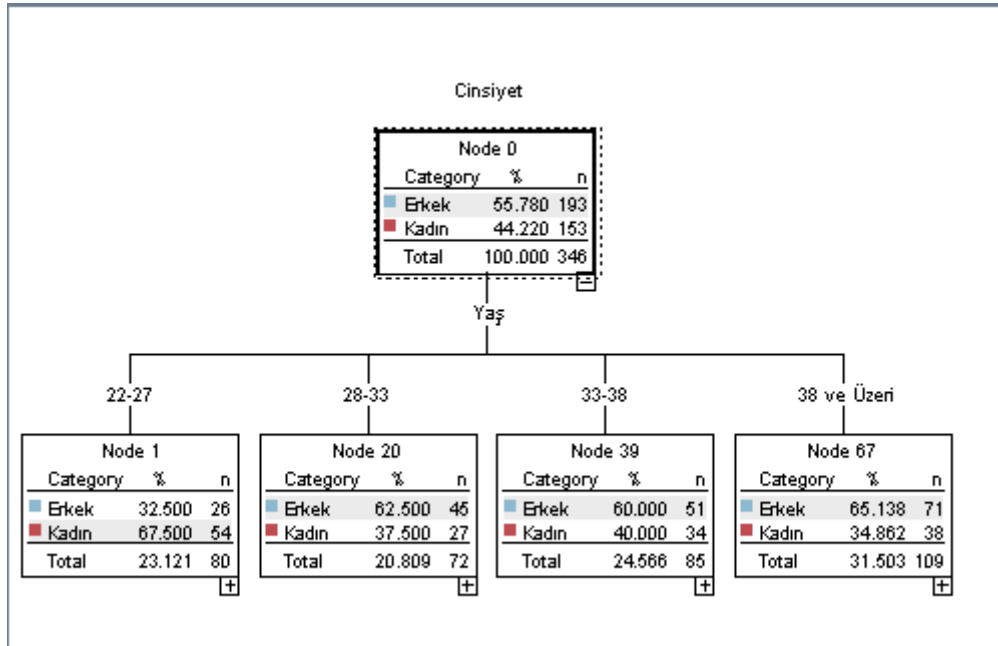 Cinsiyet
Node 0
Category % n
Erkek 55.780 193
Kadın 44.220 153
Total 100.000 346
Yaş
22-27
28-33
33-38
38 ve Üzeri
Node 1
Category % n
Erkek 32.500 26
Kadın 67.500 54
Total 23.121 80
Node 20
Category % n
Erkek 62.500 45
Kadın 37.500 27
Total 20.809 72
Node 39
Category % n
Erkek 60.000 51
Kadın 40.000 34
Total 24.566 85
Node 67
Category % n
Erkek 65.138 71
Kadın 34.862 38
Total 31.503 109